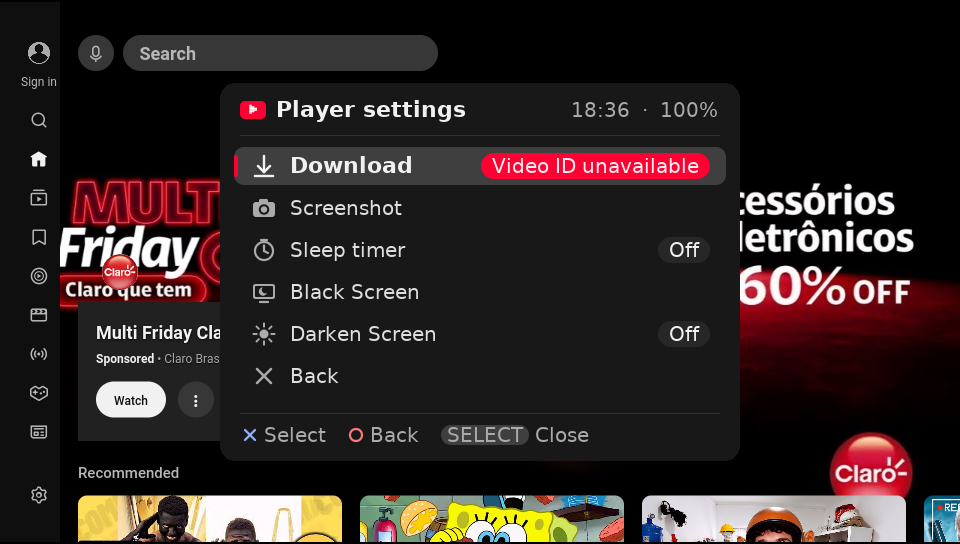 Search
Sign in
Player settings
18:36 · 100%
Download
Video ID unavailable
Screenshot
Sleep timer
Off
Black Screen
Darken Screen
Off
Back
Select
Back
SELECT
Close
MULT
Friday
Claro
Claro que tem
cessórios
letrônicos
60% OFF
Multi Friday Cla
Sponsored • Claro Bras
Watch
Claro
Recommended